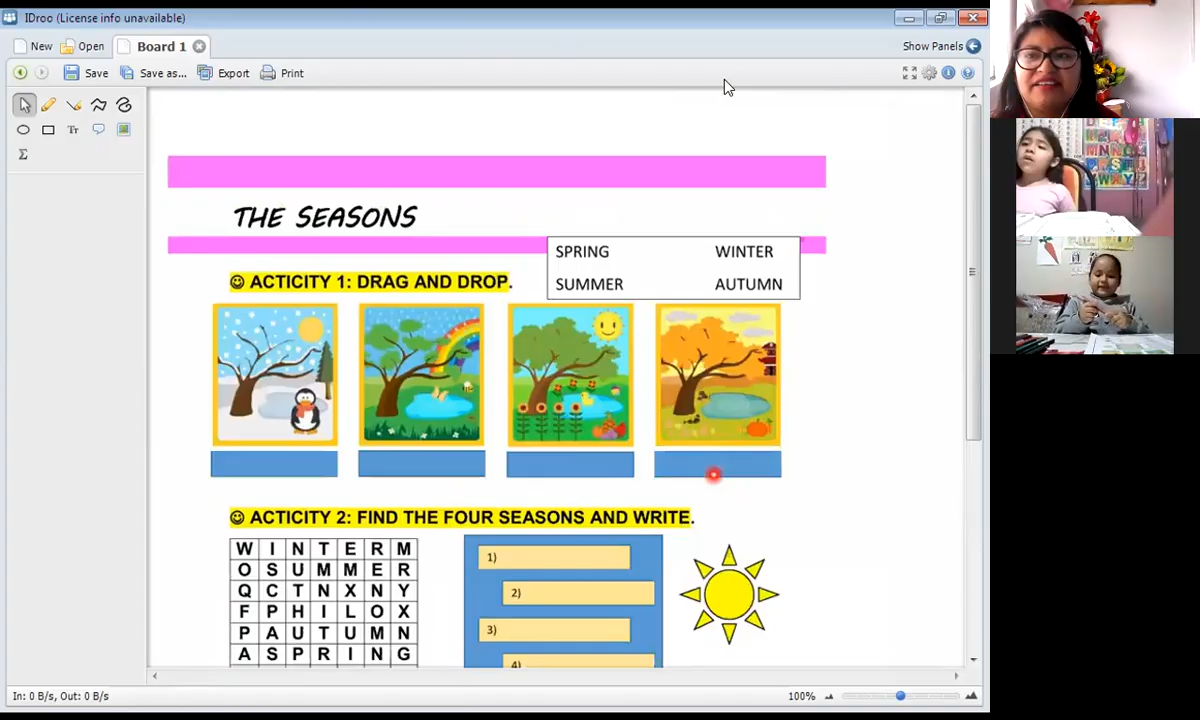 IDroo (License info unavailable)
New Open Board 1 Show Panels
Save Save as... Export Print
Tr
Σ
THE SEASONS
SPRING WINTER
SUMMER AUTUMN
ACTICITY 1: DRAG AND DROP.
ACTICITY 2: FIND THE FOUR SEASONS AND WRITE.
W I N T E R M
O S U M M E R
Q C T N X N Y
F P H I L O X
P A U T U M N
A S P R I N G
1)
2)
3)
4)
In: 0 B/s, Out: 0 B/s 100%